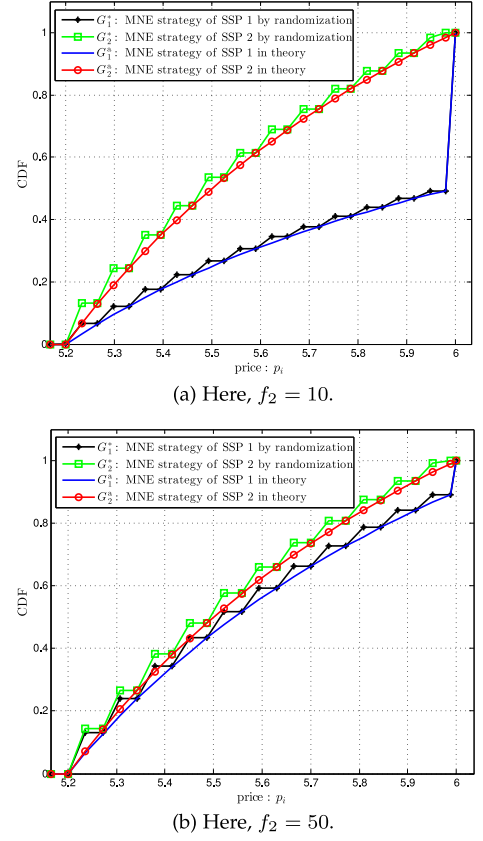 G₁*: MNE strategy of SSP 1 by randomization
G₂*: MNE strategy of SSP 2 by randomization
G₁ᵃ: MNE strategy of SSP 1 in theory
G₂ᵃ: MNE strategy of SSP 2 in theory
1
0.8
0.6
0.4
0.2
0
CDF
5.2 5.3 5.4 5.5 5.6 5.7 5.8 5.9 6
price : pᵢ
(a) Here, f₂ = 10.
G₁*: MNE strategy of SSP 1 by randomization
G₂*: MNE strategy of SSP 2 by randomization
G₁ᵃ: MNE strategy of SSP 1 in theory
G₂ᵃ: MNE strategy of SSP 2 in theory
1
0.8
0.6
0.4
0.2
0
CDF
5.2 5.3 5.4 5.5 5.6 5.7 5.8 5.9 6
price : pᵢ
(b) Here, f₂ = 50.